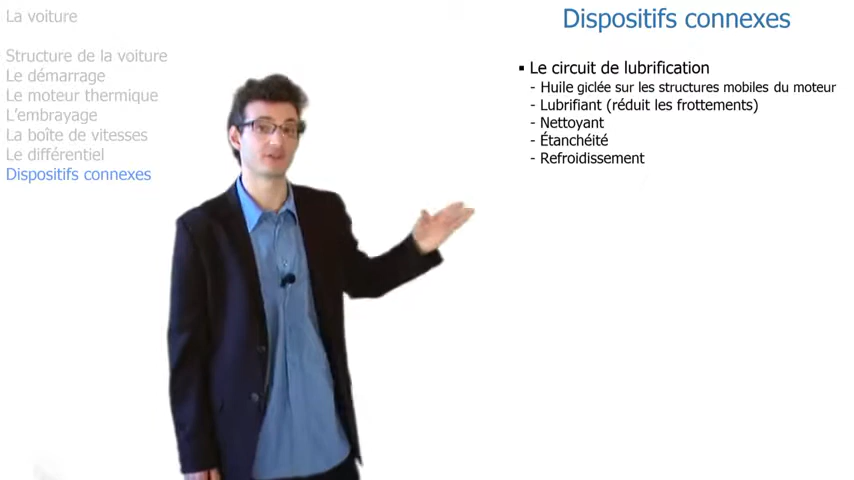 La voiture
Structure de la voiture
Le démarrage
Le moteur thermique
L'embrayage
La boîte de vitesses
Le différentiel
Dispositifs connexes
Dispositifs connexes
▪ Le circuit de lubrification
- Huile giclée sur les structures mobiles du moteur
- Lubrifiant (réduit les frottements)
- Nettoyant
- Étanchéité
- Refroidissement